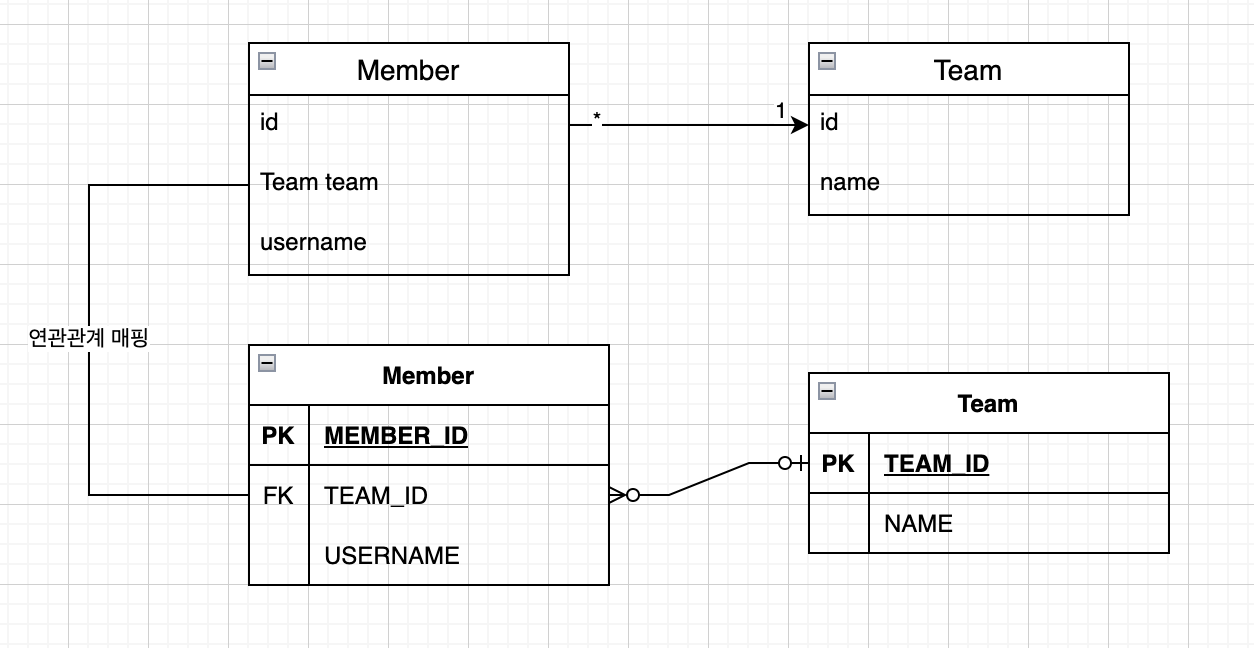 Member
id
Team team
username
* 1
Team
id
name
연관관계 매핑
Member
PK MEMBER_ID
FK TEAM_ID
USERNAME
Team
PK TEAM_ID
NAME